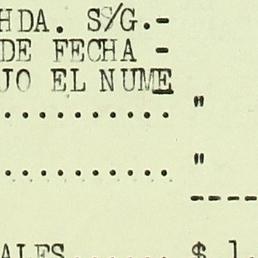 HDA. S/G.-
DE FECHA -
JO EL NUME
.......... "
.......... "
----
ALES....... $ 1.